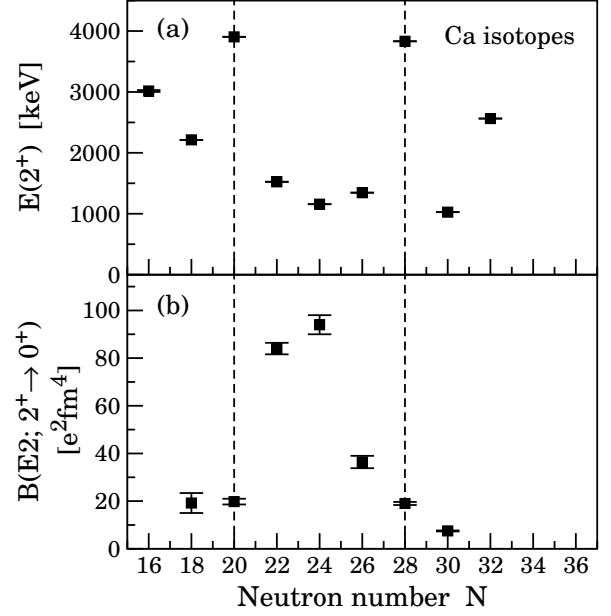 (a)
Ca isotopes
E(2⁺) [keV]
4000
3000
2000
1000
0
(b)
B(E2; 2⁺→ 0⁺)
[e²fm⁴]
100
80
60
40
20
0
16 18 20 22 24 26 28 30 32 34 36
Neutron number N